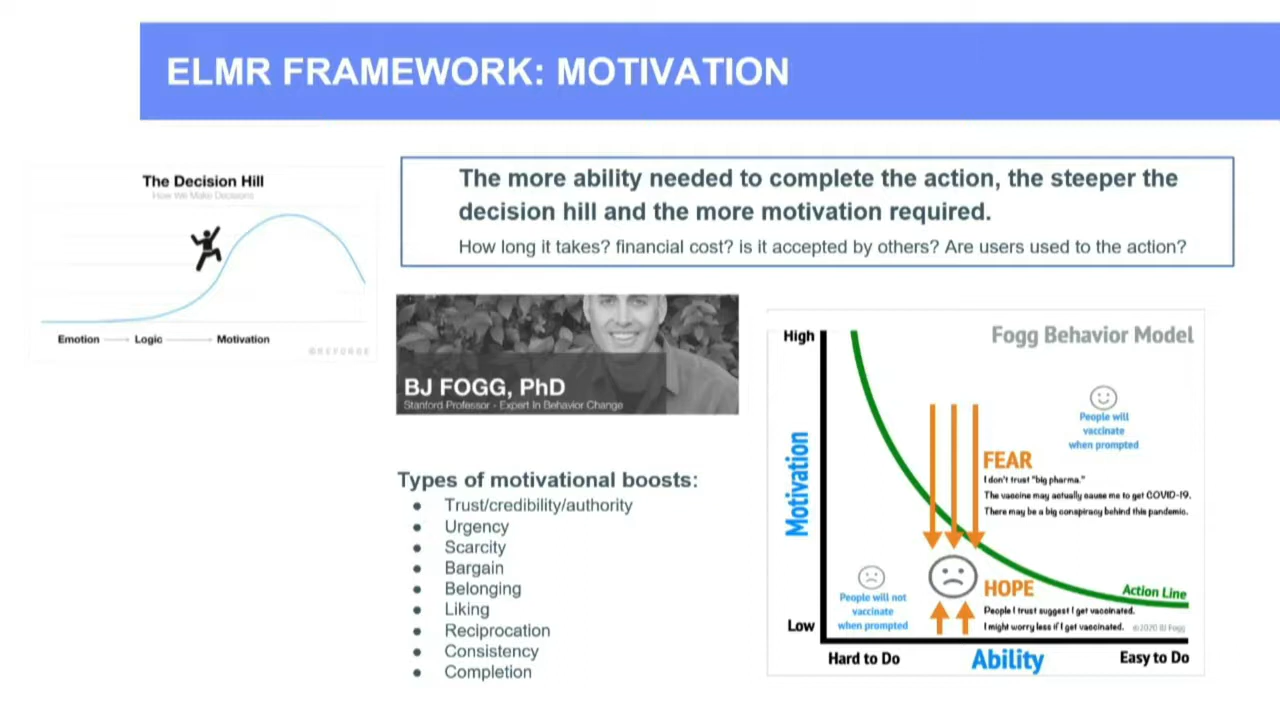 ELMR FRAMEWORK: MOTIVATION
The Decision Hill
How We Make Decisions
Emotion
Logic
Motivation
REFORGE
The more ability needed to complete the action, the steeper the
decision hill and the more motivation required.
How long it takes? financial cost? is it accepted by others? Are users used to the action?
BJ FOGG, PhD
Stanford Professor - Expert In Behavior Change
Types of motivational boosts:
● Trust/credibility/authority
● Urgency
● Scarcity
● Bargain
● Belonging
● Liking
● Reciprocation
● Consistency
● Completion
Fogg Behavior Model
High
Motivation
Low
People will
vaccinate
when prompted
FEAR
I don't trust "big pharma."
The vaccine may actually cause me to get COVID-19.
There may be a big conspiracy behind this pandemic.
People will not
vaccinate
when prompted
HOPE
People I trust suggest I get vaccinated.
I might worry less if I get vaccinated.
Action Line
©2020 BJ Fogg
Hard to Do
Ability
Easy to Do